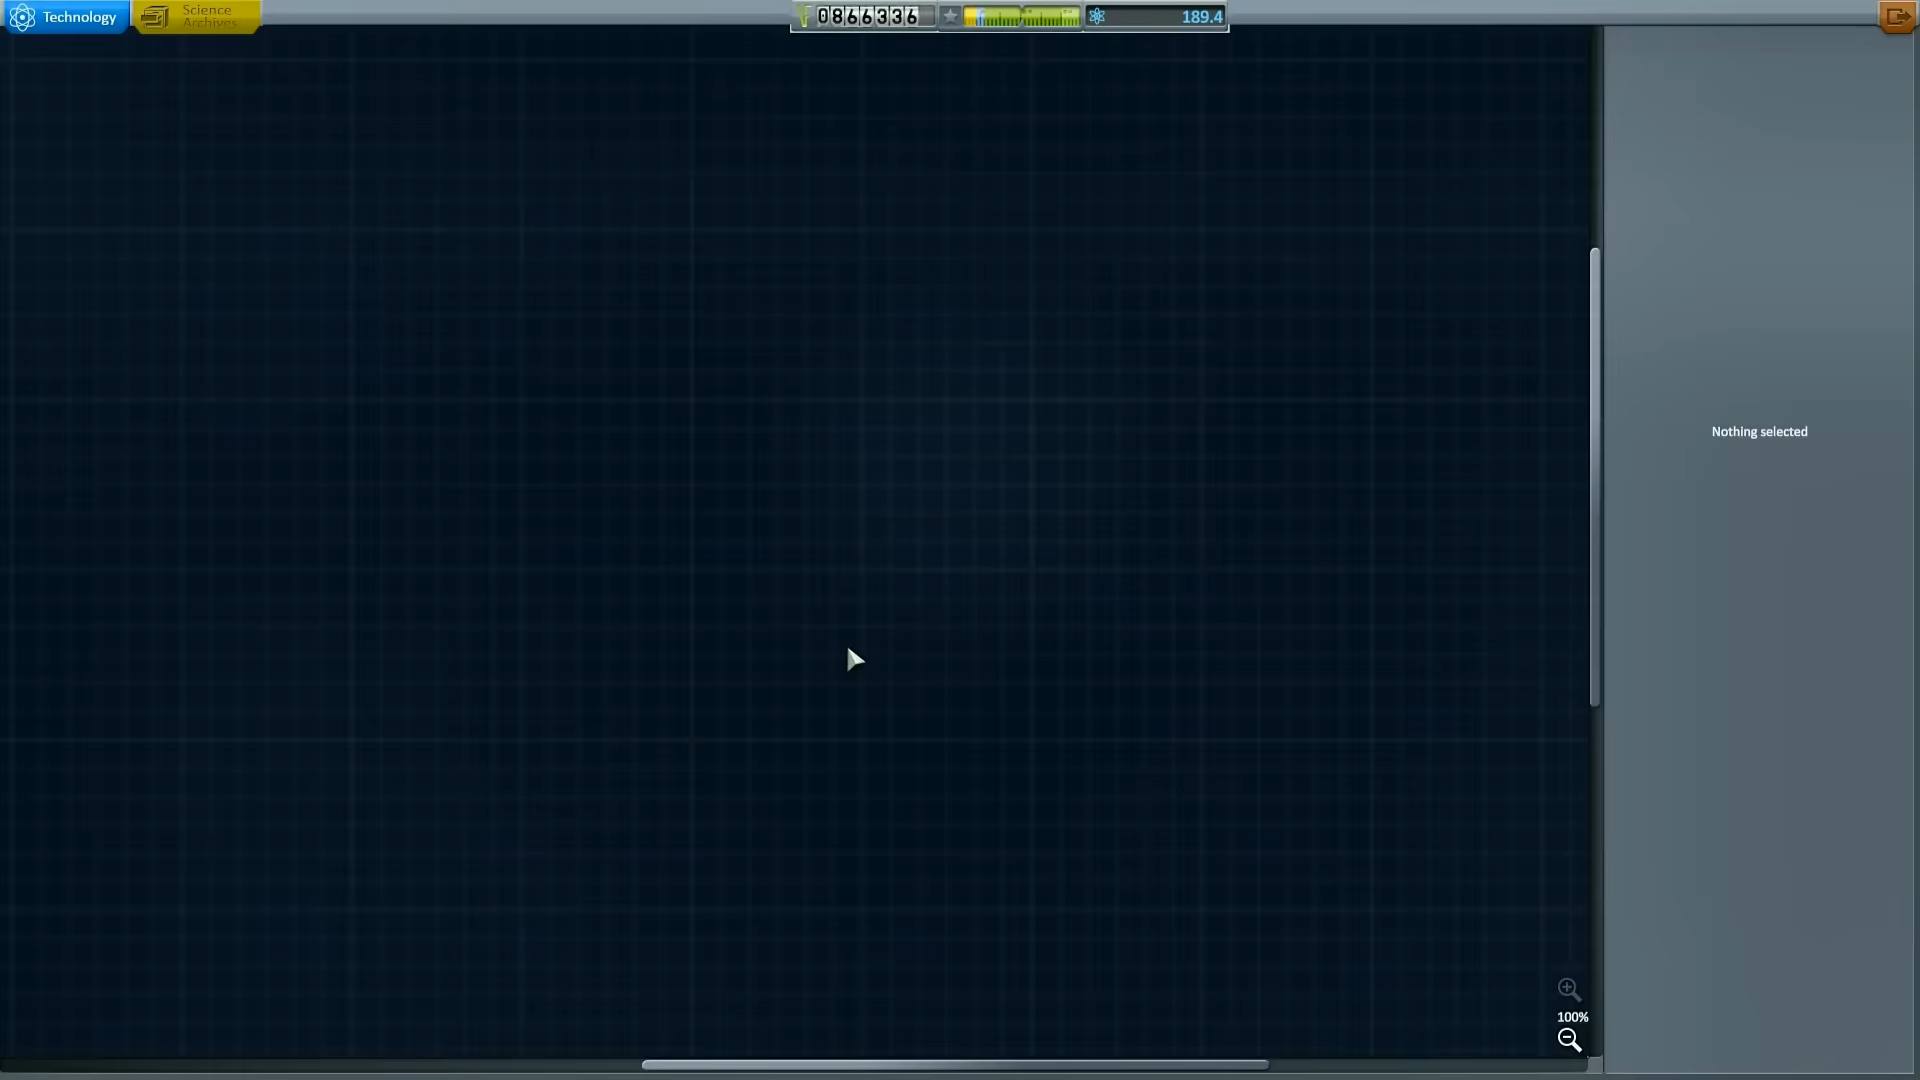 Technology
Science
Archives
0866336
189.4
Nothing selected
100%